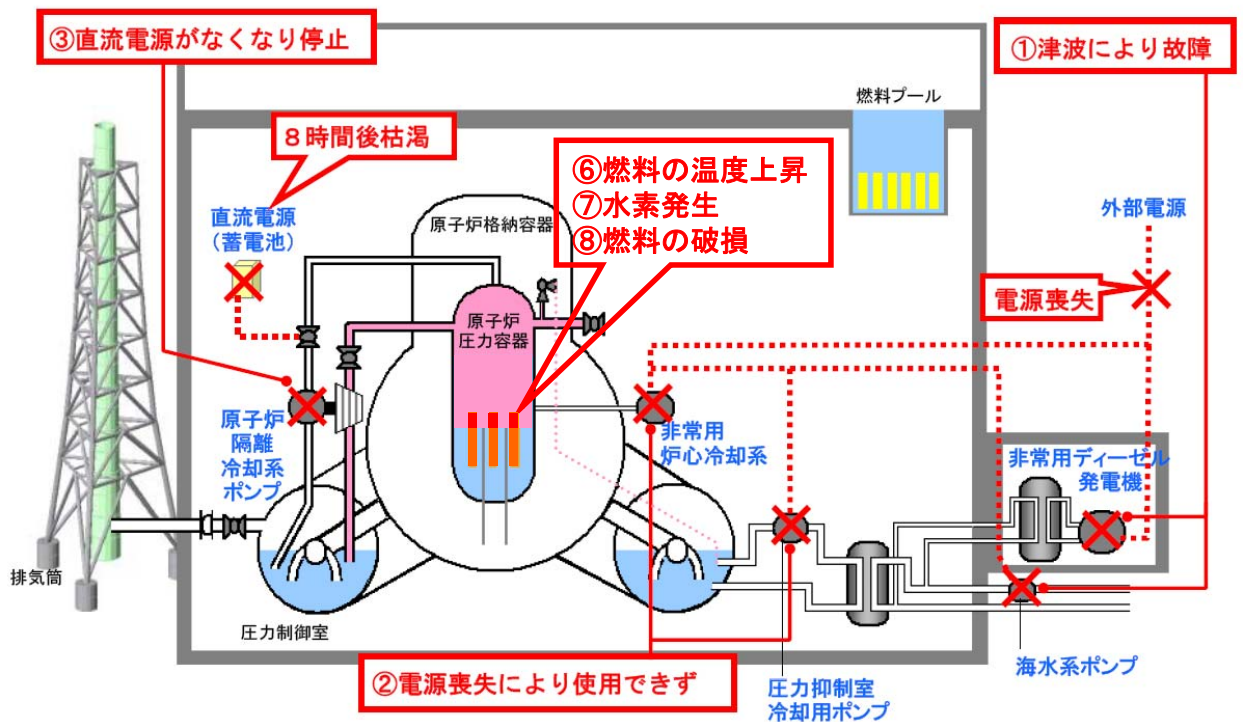 ③直流電源がなくなり停止
①津波により故障
燃料プール
８時間後枯渇
⑥燃料の温度上昇
⑦水素発生
⑧燃料の破損
直流電源
（蓄電池）
原子炉格納容器
外部電源
電源喪失
原子炉
圧力容器
原子炉
隔離
冷却系
ポンプ
非常用
炉心冷却系
非常用ディーゼル
発電機
排気筒
圧力制御室
②電源喪失により使用できず
圧力抑制室
冷却用ポンプ
海水系ポンプ